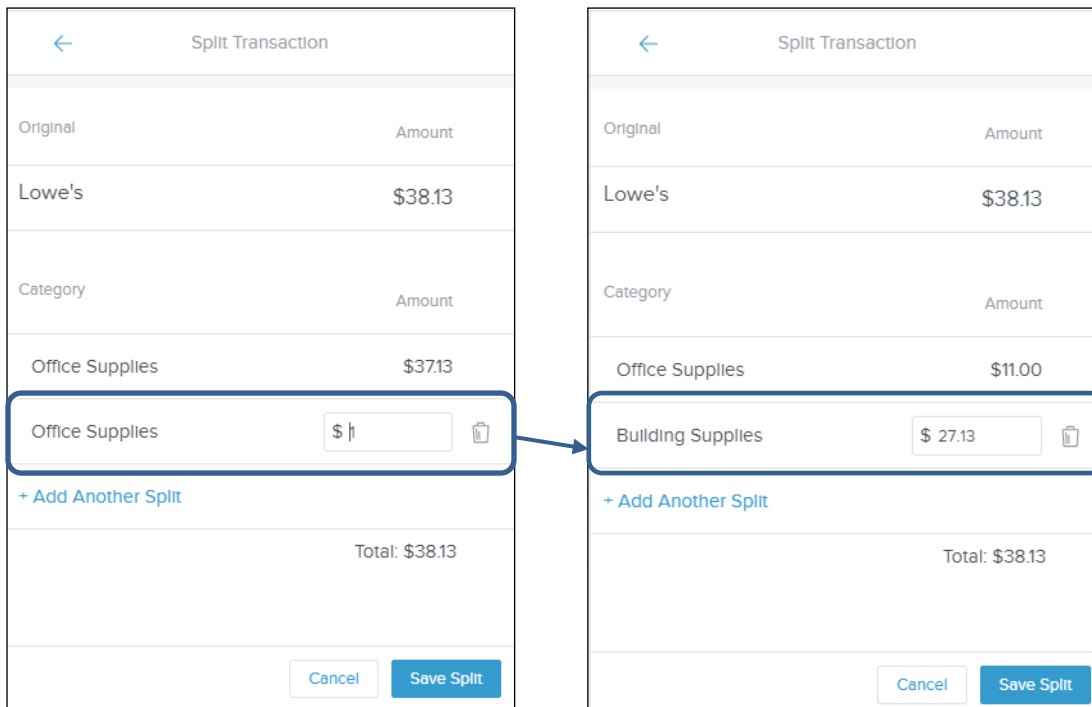 Split Transaction
Original Amount
Lowe's $38.13
Category Amount
Office Supplies $37.13
Office Supplies $ 1
+ Add Another Split
Total: $38.13
Cancel Save Split
Split Transaction
Original Amount
Lowe's $38.13
Category Amount
Office Supplies $11.00
Building Supplies $ 27.13
+ Add Another Split
Total: $38.13
Cancel Save Split